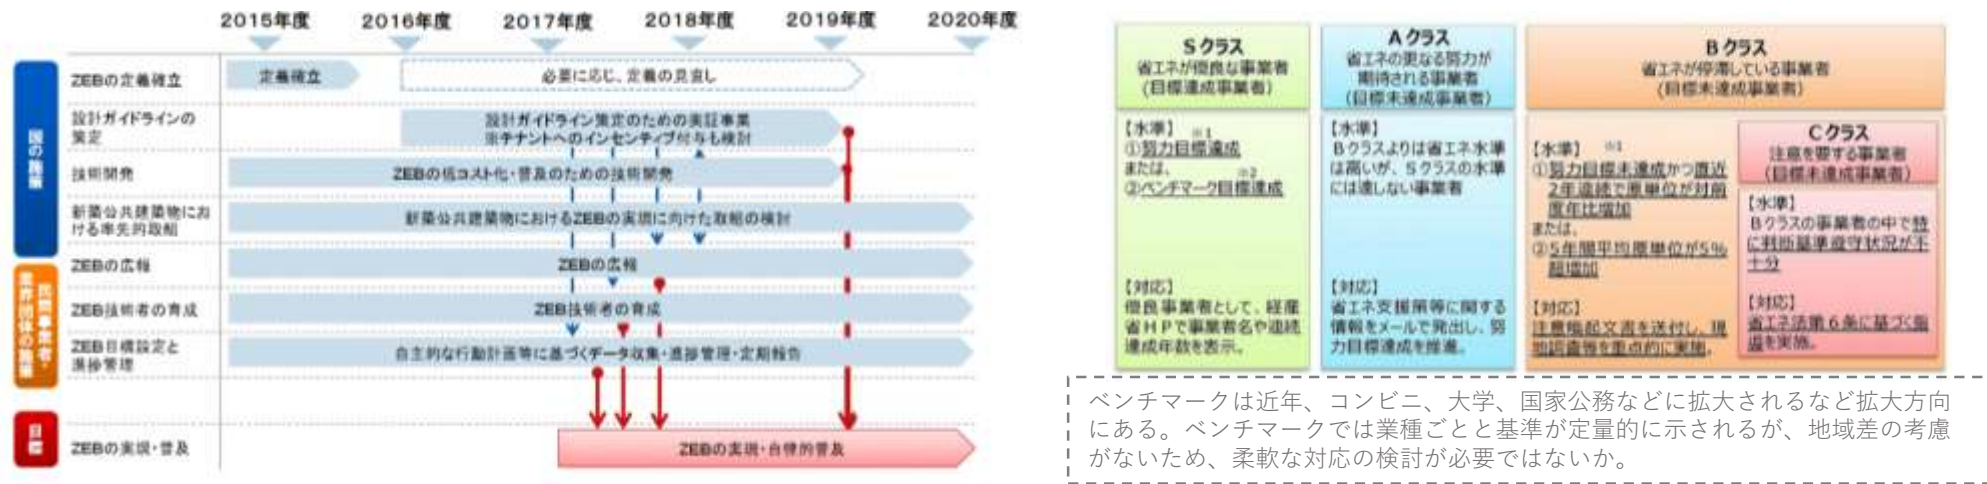 2015年度 2016年度 2017年度 2018年度 2019年度 2020年度
国の施策
ZEBの定義確立
定義確立
必要に応じ、定義の見直し
設計ガイドラインの
策定
設計ガイドライン策定のための実証事業
※テナントへのインセンティブ付与も検討
技術開発
ZEBの低コスト化・普及のための技術開発
新築公共建築物にお
ける率先的取組
新築公共建築物におけるZEBの実現に向けた取組の検討
民間事業者・
業界団体の施策
ZEBの広報
ZEBの広報
ZEB技術者の育成
ZEB技術者の育成
ZEB目標設定と
進捗管理
自主的な行動計画等に基づくデータ収集・進捗管理・定期報告
目標
ZEBの実現・普及
ZEBの実現・自律的普及
Sクラス
省エネが優良な事業者
(目標達成事業者)
【水準】 ※1
①努力目標達成
または、 ※2
②ベンチマーク目標達成
【対応】
優良事業者として、経産
省HPで事業者名や連続
達成年数を表示。
Aクラス
省エネの更なる努力が
期待される事業者
(目標未達成事業者)
【水準】
Bクラスよりは省エネ水準
は高いが、Sクラスの水準
には達しない事業者
【対応】
省エネ支援策等に関する
情報をメールで発出し、努
力目標達成を推進。
Bクラス
省エネが停滞している事業者
(目標未達成事業者)
【水準】 ※1
①努力目標未達成かつ直近
2年連続で原単位が対前
度年比増加
または、
②5年間平均原単位が5%
超増加
【対応】
注意喚起文書を送付し、現
地調査等を重点的に実施。
Cクラス
注意を要する事業者
(目標未達成事業者)
【水準】
Bクラスの事業者の中で特
に判断基準遵守状況が不
十分
【対応】
省エネ法第6条に基づく指
導を実施。
ベンチマークは近年、コンビニ、大学、国家公務などに拡大されるなど拡大方向
にある。ベンチマークでは業種ごとと基準が定量的に示されるが、地域差の考慮
がないため、柔軟な対応の検討が必要ではないか。